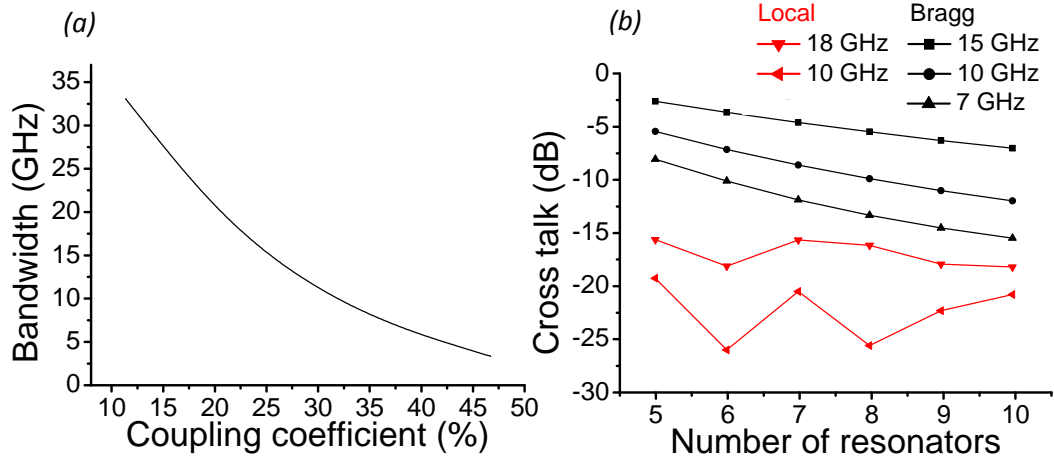 (a)
Bandwidth (GHz)
35
30
25
20
15
10
5
0
10 15 20 25 30 35 40 45 50
Coupling coefficient (%)
(b)
Local Bragg
18 GHz 15 GHz
10 GHz 10 GHz
7 GHz
Cross talk (dB)
0
-5
-10
-15
-20
-25
-30
5 6 7 8 9 10
Number of resonators